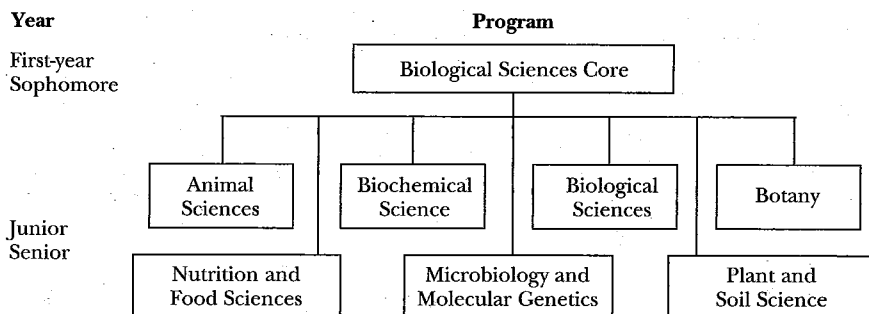 Year Program
First-year
Sophomore
Biological Sciences Core
Animal
Sciences
Biochemical
Science
Biological
Sciences
Botany
Junior
Senior
Nutrition and
Food Sciences
Microbiology and
Molecular Genetics
Plant and
Soil Science